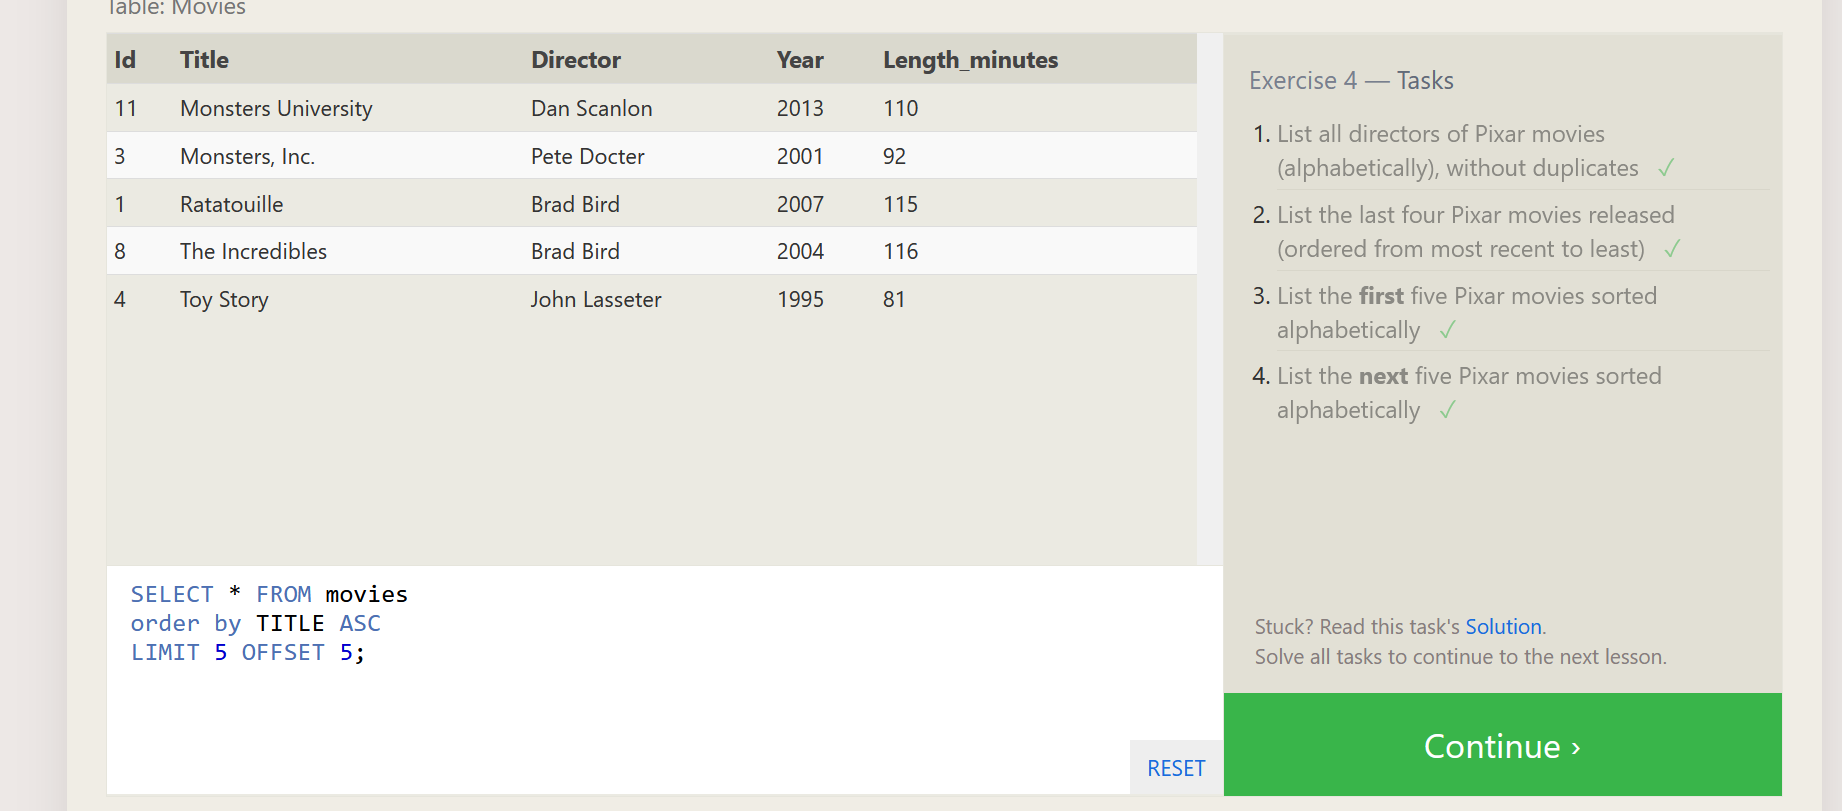 Table: Movies
Id Title Director Year Length_minutes
11 Monsters University Dan Scanlon 2013 110
3 Monsters, Inc. Pete Docter 2001 92
1 Ratatouille Brad Bird 2007 115
8 The Incredibles Brad Bird 2004 116
4 Toy Story John Lasseter 1995 81
SELECT * FROM movies
order by TITLE ASC
LIMIT 5 OFFSET 5;
RESET
Exercise 4 — Tasks
1. List all directors of Pixar movies
(alphabetically), without duplicates ✓
2. List the last four Pixar movies released
(ordered from most recent to least) ✓
3. List the first five Pixar movies sorted
alphabetically ✓
4. List the next five Pixar movies sorted
alphabetically ✓
Stuck? Read this task's Solution.
Solve all tasks to continue to the next lesson.
Continue ›